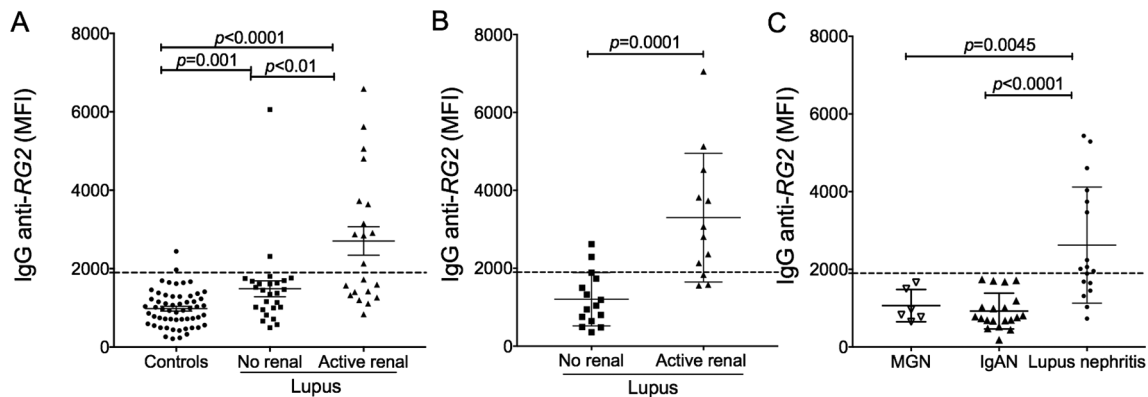 A
IgG anti-RG2 (MFI)
8000
6000
4000
2000
0
p<0.0001
p=0.001
p<0.01
Controls
No renal
Active renal
Lupus
B
IgG anti-RG2 (MFI)
8000
6000
4000
2000
0
p=0.0001
No renal
Active renal
Lupus
C
IgG anti-RG2 (MFI)
8000
6000
4000
2000
0
p=0.0045
p<0.0001
MGN
IgAN
Lupus nephritis